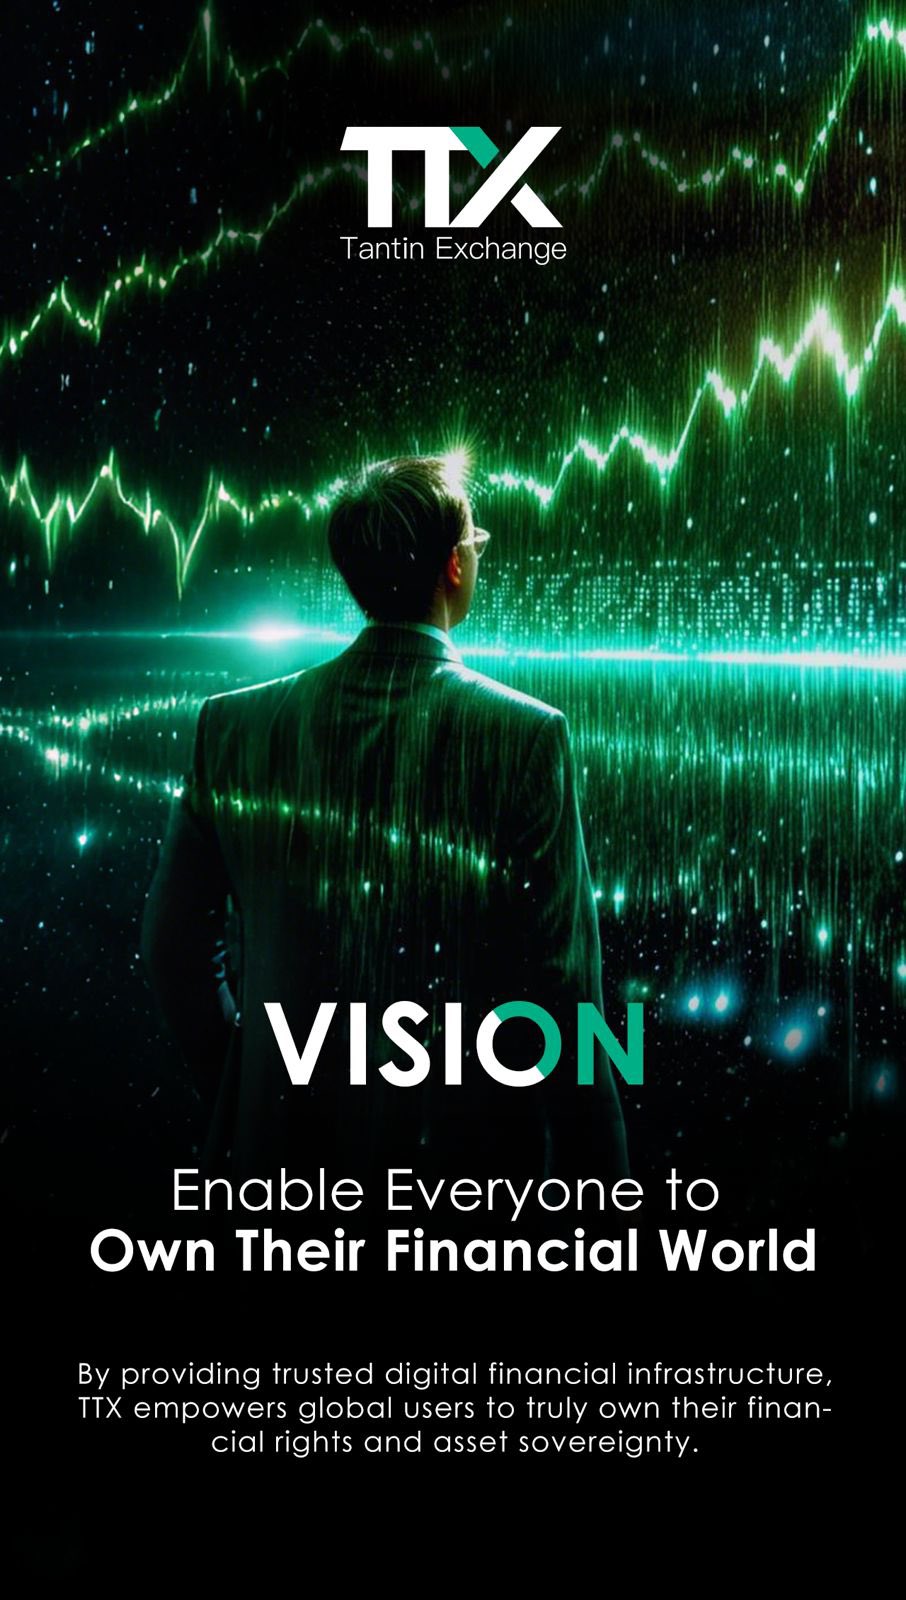 TTX
Tantin Exchange
VISION
Enable Everyone to
Own Their Financial World
By providing trusted digital financial infrastructure,
TTX empowers global users to truly own their finan-
cial rights and asset sovereignty.